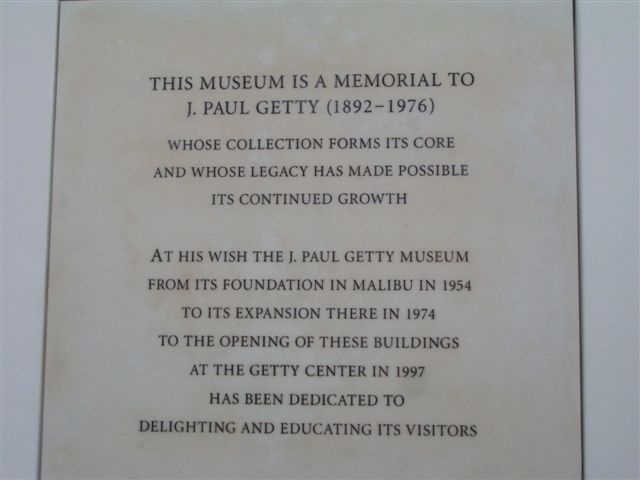 THIS MUSEUM IS A MEMORIAL TO
J. PAUL GETTY (1892–1976)
WHOSE COLLECTION FORMS ITS CORE
AND WHOSE LEGACY HAS MADE POSSIBLE
ITS CONTINUED GROWTH
AT HIS WISH THE J. PAUL GETTY MUSEUM
FROM ITS FOUNDATION IN MALIBU IN 1954
TO ITS EXPANSION THERE IN 1974
TO THE OPENING OF THESE BUILDINGS
AT THE GETTY CENTER IN 1997
HAS BEEN DEDICATED TO
DELIGHTING AND EDUCATING ITS VISITORS